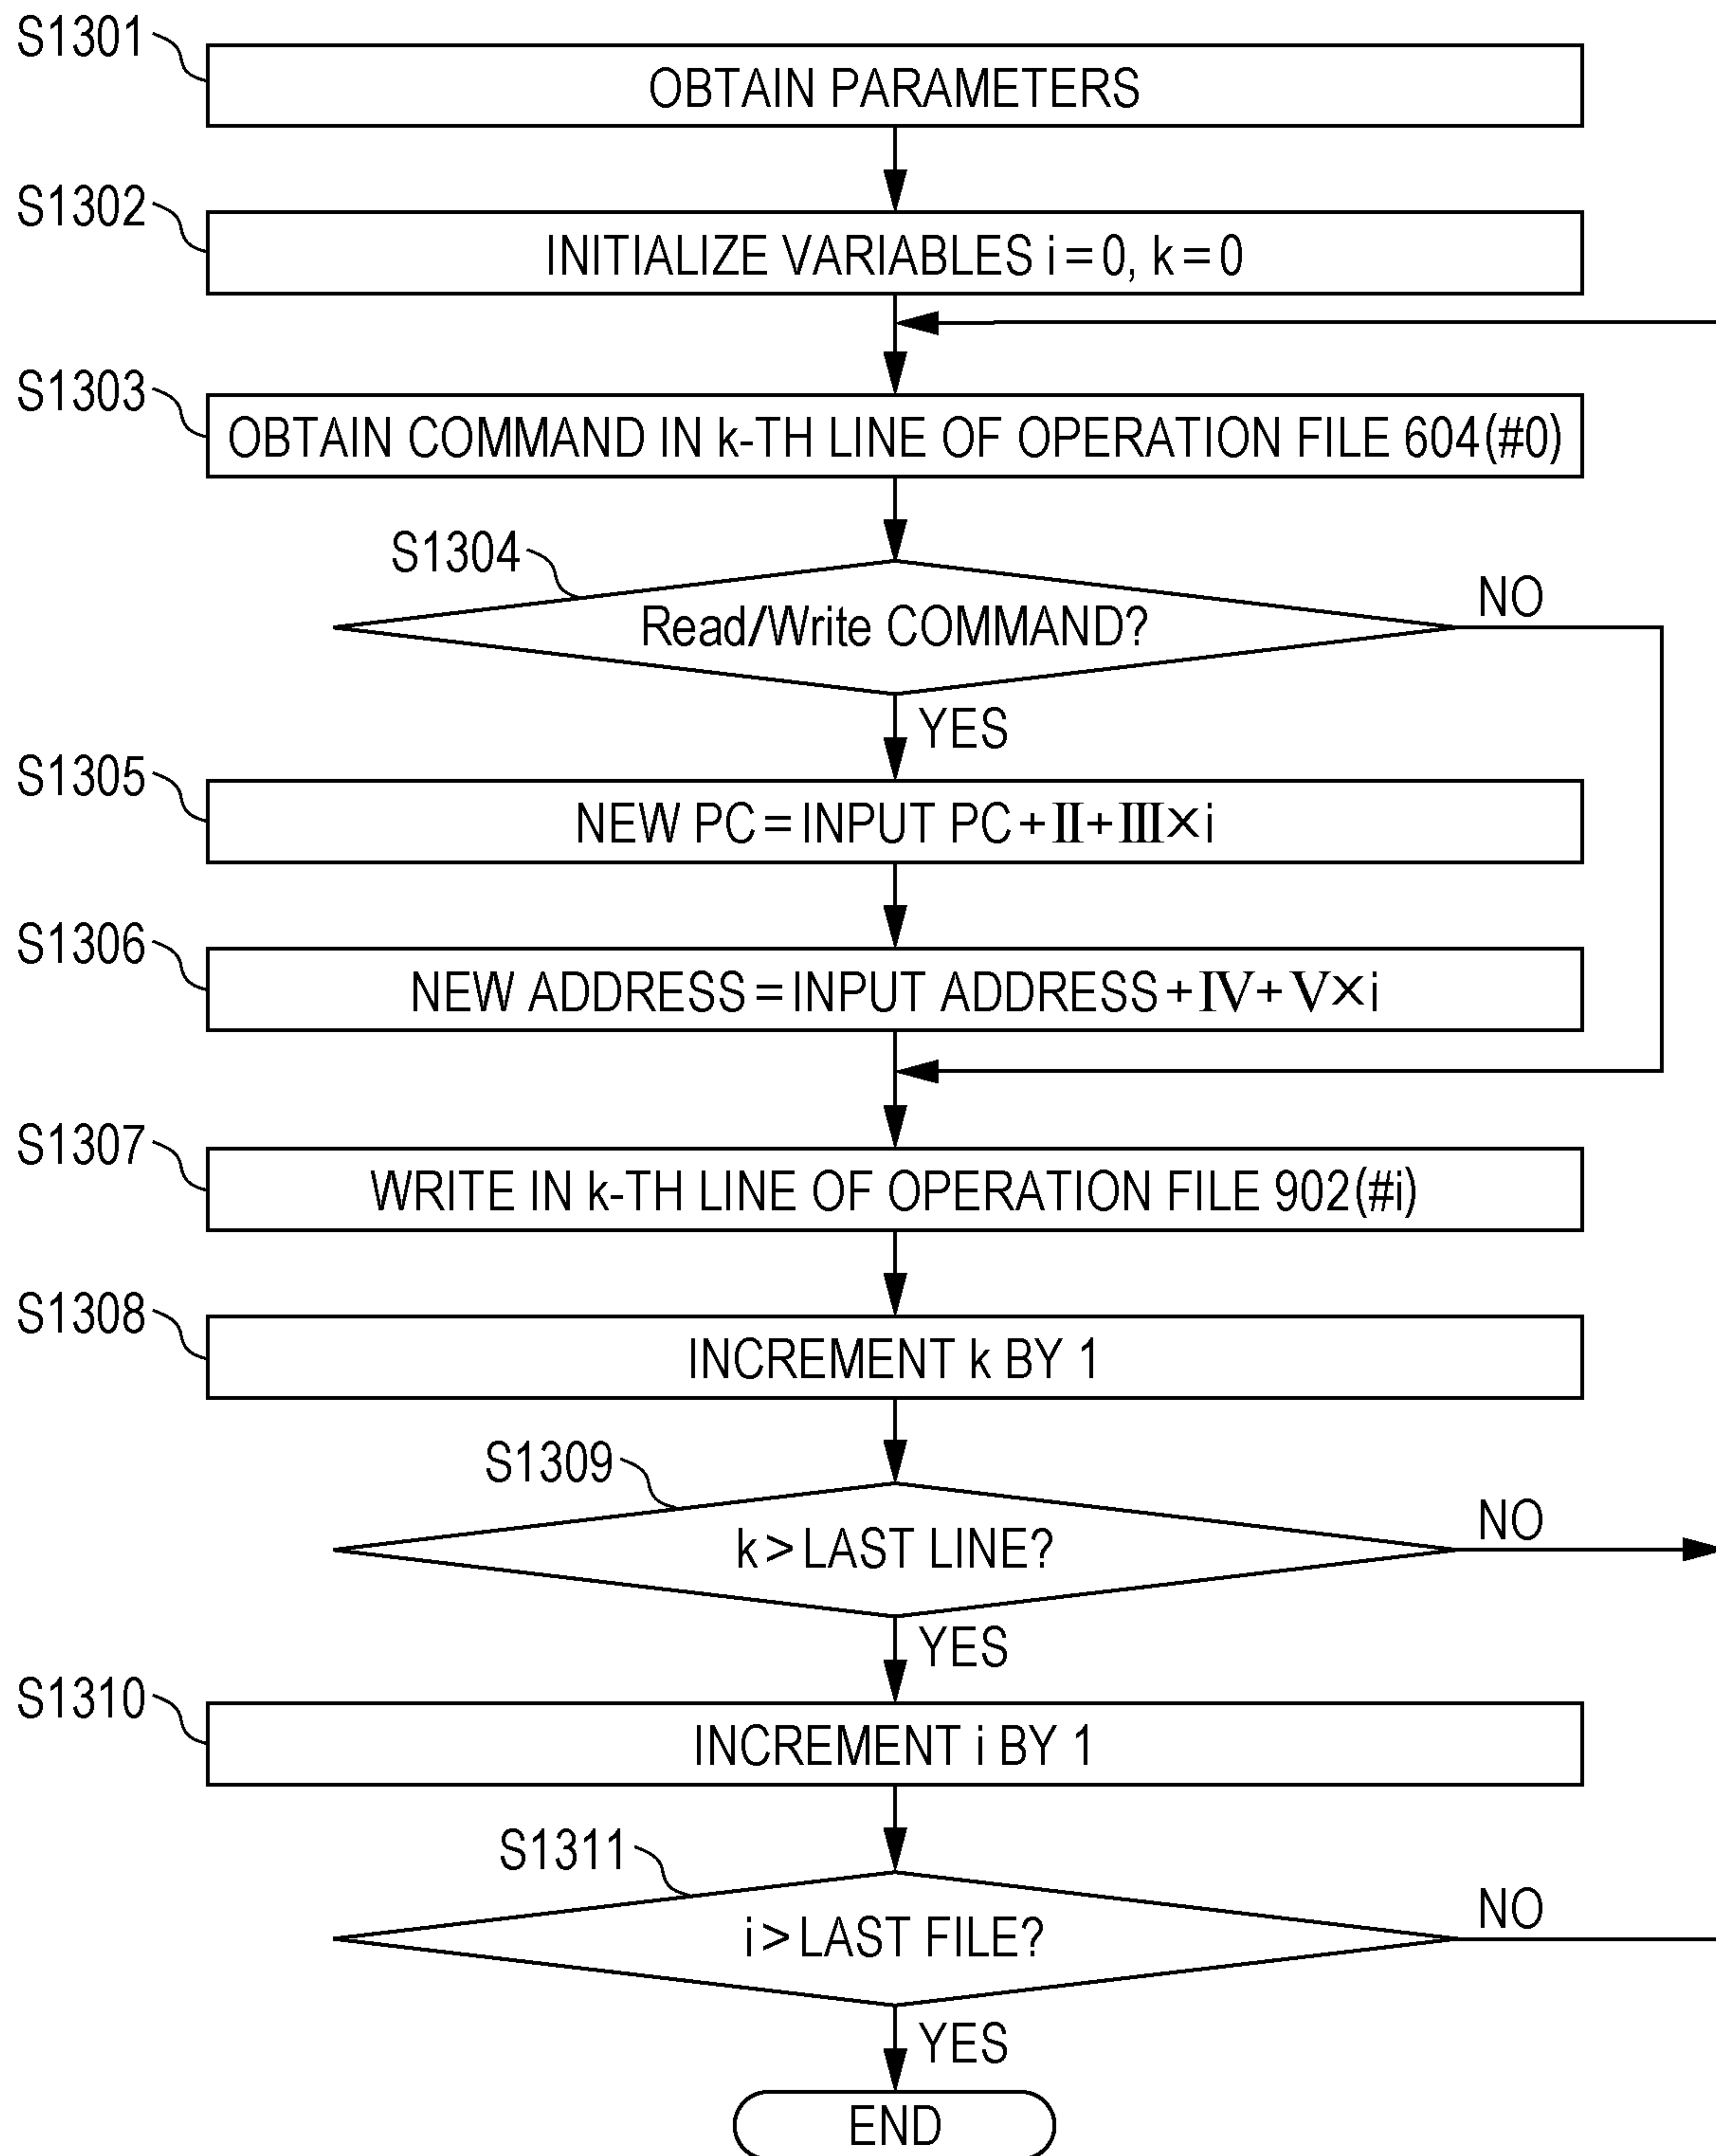 S1301
OBTAIN PARAMETERS
S1302
INITIALIZE VARIABLES i=0, k=0
S1303
OBTAIN COMMAND IN k-TH LINE OF OPERATION FILE 604(#0)
S1304
Read/Write COMMAND?
NO
YES
S1305
NEW PC=INPUT PC+Ⅱ+Ⅲ×i
S1306
NEW ADDRESS=INPUT ADDRESS+Ⅳ+Ⅴ×i
S1307
WRITE IN k-TH LINE OF OPERATION FILE 902(#i)
S1308
INCREMENT k BY 1
S1309
k>LAST LINE?
NO
YES
S1310
INCREMENT i BY 1
S1311
i>LAST FILE?
NO
YES
END